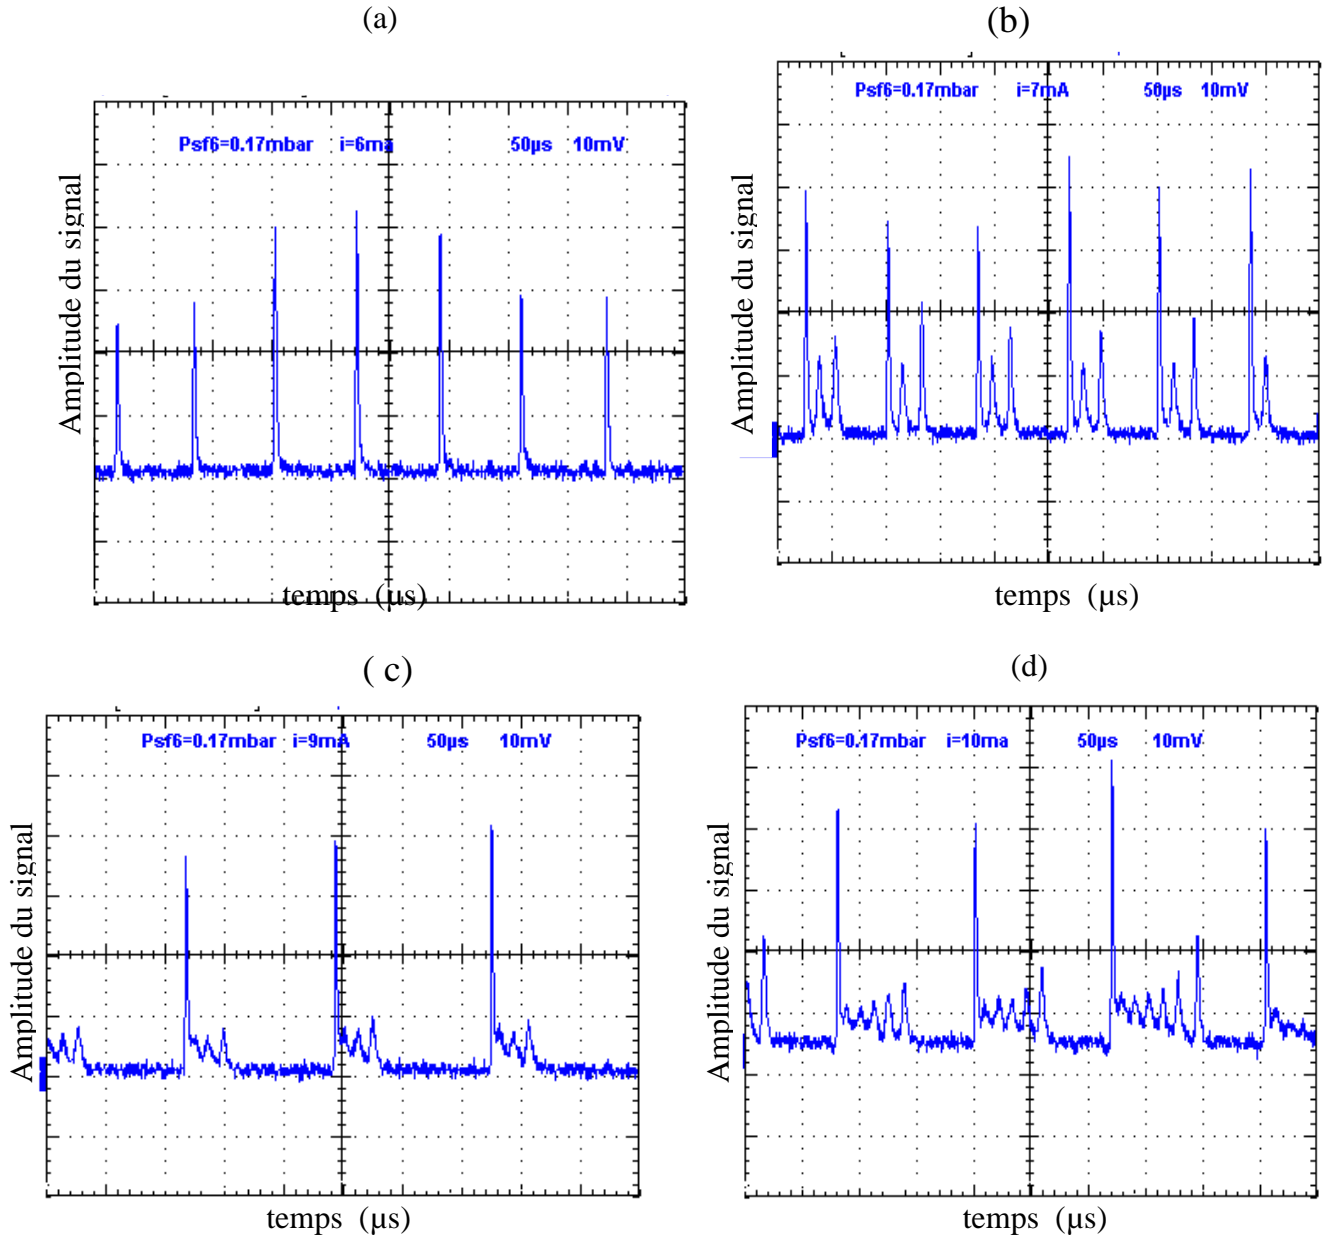 (a)
Psf6=0.17mbar i=6ma 50µs 10mV
Amplitude du signal
temps (µs)
(b)
Psf6=0.17mbar i=7mA 50µs 10mV
Amplitude du signal
temps (µs)
( c)
Psf6=0.17mbar i=9mA 50µs 10mV
Amplitude du signal
temps (µs)
(d)
Psf6=0.17mbar i=10ma 50µs 10mV
Amplitude du signal
temps (µs)